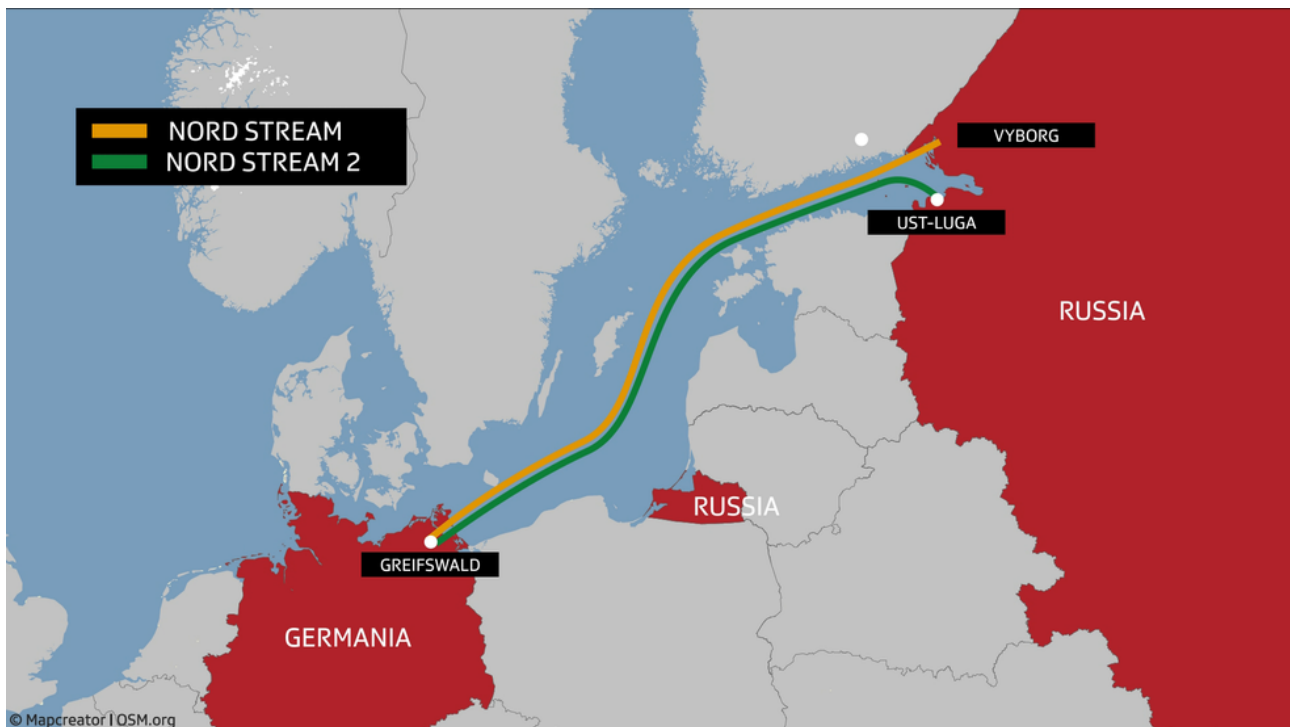 NORD STREAM
NORD STREAM 2
VYBORG
UST-LUGA
RUSSIA
RUSSIA
GREIFSWALD
GERMANIA
© Mapcreator | OSM.org